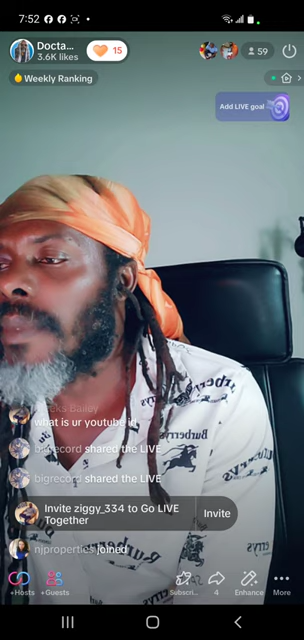 7:52
Docta...
3.6K likes
15
59
Weekly Ranking
Add LIVE goal
Bailey
what is ur youtube id
bigrecord shared the LIVE
bigrecord shared the LIVE
Invite ziggy_334 to Go LIVE
Together
Invite
njproperties joined
+Hosts
+Guests
Subscri...
4
Enhance
More